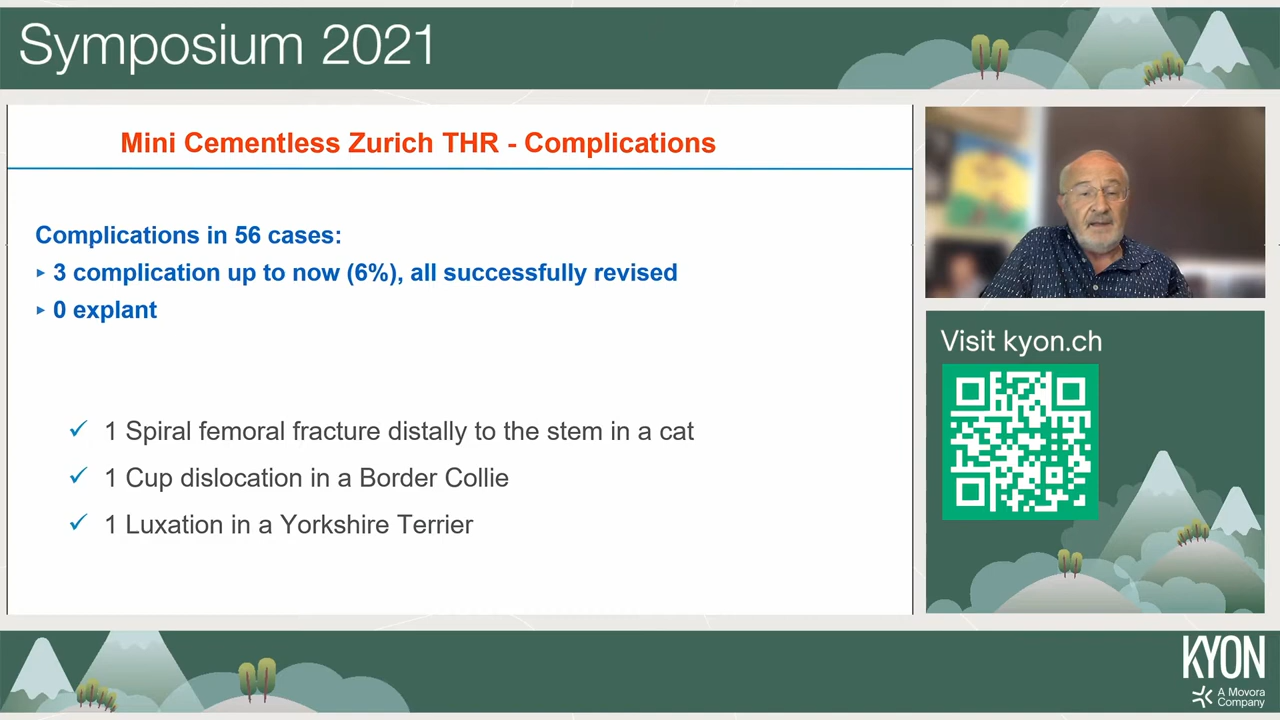 Symposium 2021
Mini Cementless Zurich THR - Complications
Complications in 56 cases:
▸ 3 complication up to now (6%), all successfully revised
▸ 0 explant
✓ 1 Spiral femoral fracture distally to the stem in a cat
✓ 1 Cup dislocation in a Border Collie
✓ 1 Luxation in a Yorkshire Terrier
Visit kyon.ch
KYON
A Movora
Company